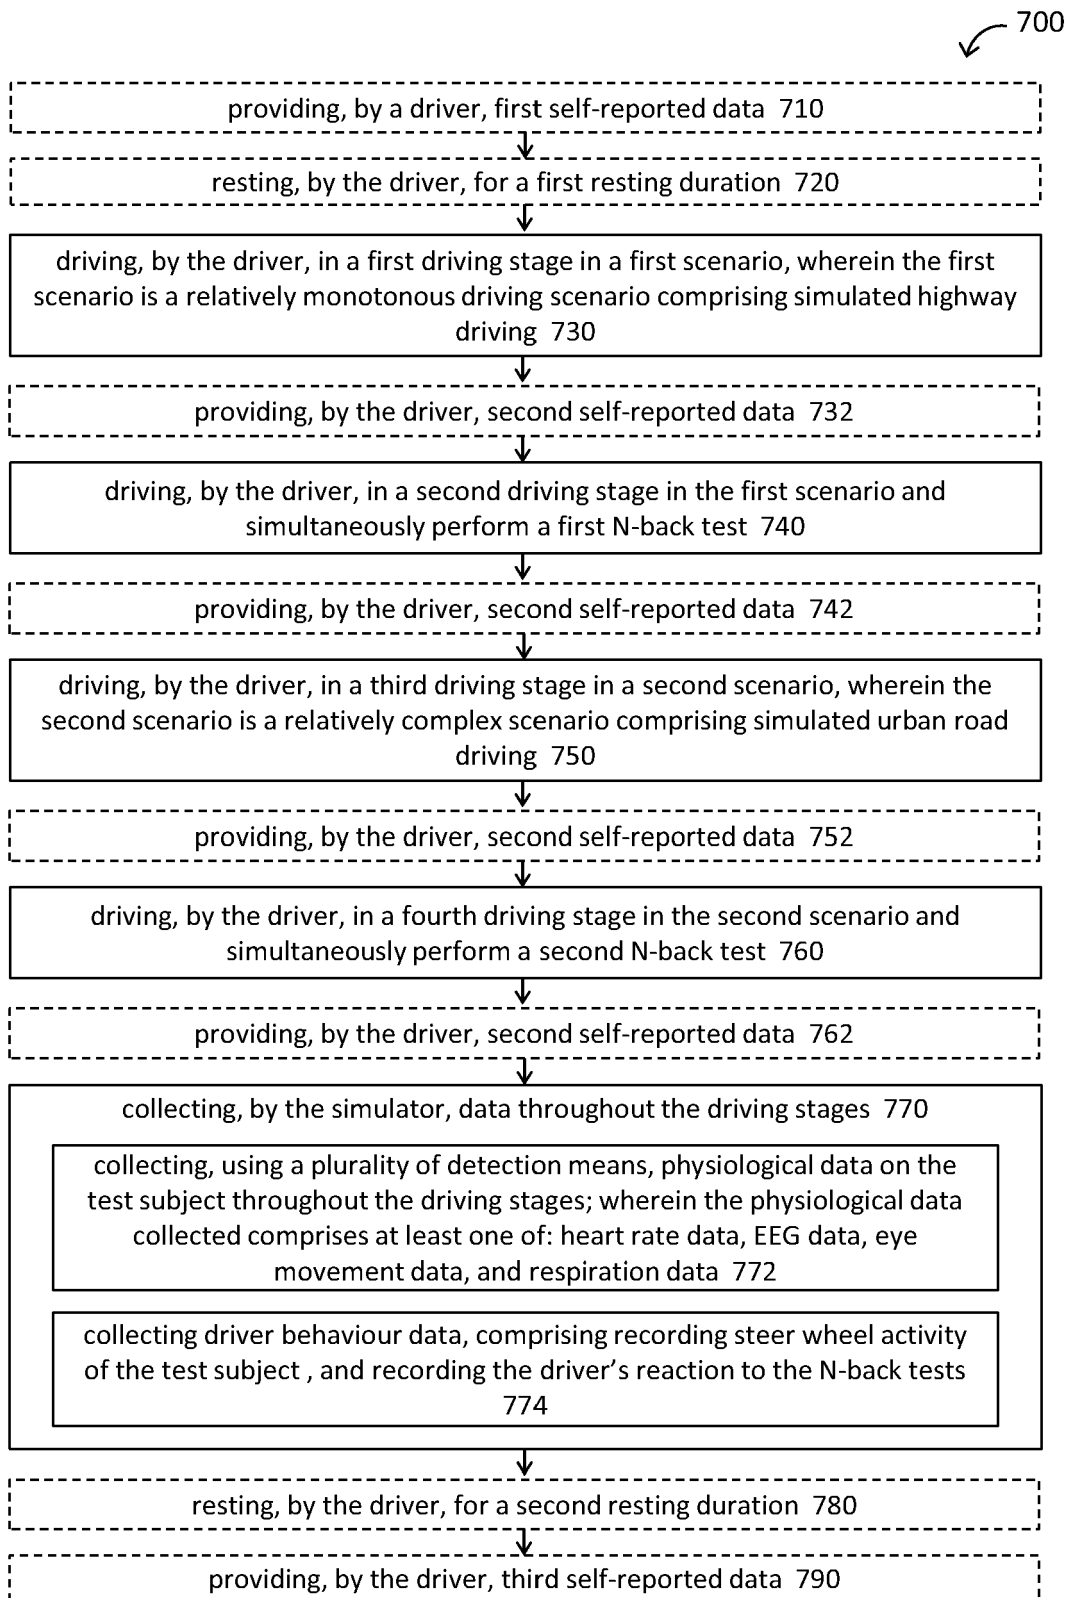 700
providing, by a driver, first self-reported data 710
resting, by the driver, for a first resting duration 720
driving, by the driver, in a first driving stage in a first scenario, wherein the first
scenario is a relatively monotonous driving scenario comprising simulated highway
driving 730
providing, by the driver, second self-reported data 732
driving, by the driver, in a second driving stage in the first scenario and
simultaneously perform a first N-back test 740
providing, by the driver, second self-reported data 742
driving, by the driver, in a third driving stage in a second scenario, wherein the
second scenario is a relatively complex scenario comprising simulated urban road
driving 750
providing, by the driver, second self-reported data 752
driving, by the driver, in a fourth driving stage in the second scenario and
simultaneously perform a second N-back test 760
providing, by the driver, second self-reported data 762
collecting, by the simulator, data throughout the driving stages 770
collecting, using a plurality of detection means, physiological data on the
test subject throughout the driving stages; wherein the physiological data
collected comprises at least one of: heart rate data, EEG data, eye
movement data, and respiration data 772
collecting driver behaviour data, comprising recording steer wheel activity
of the test subject , and recording the driver's reaction to the N-back tests
774
resting, by the driver, for a second resting duration 780
providing, by the driver, third self-reported data 790